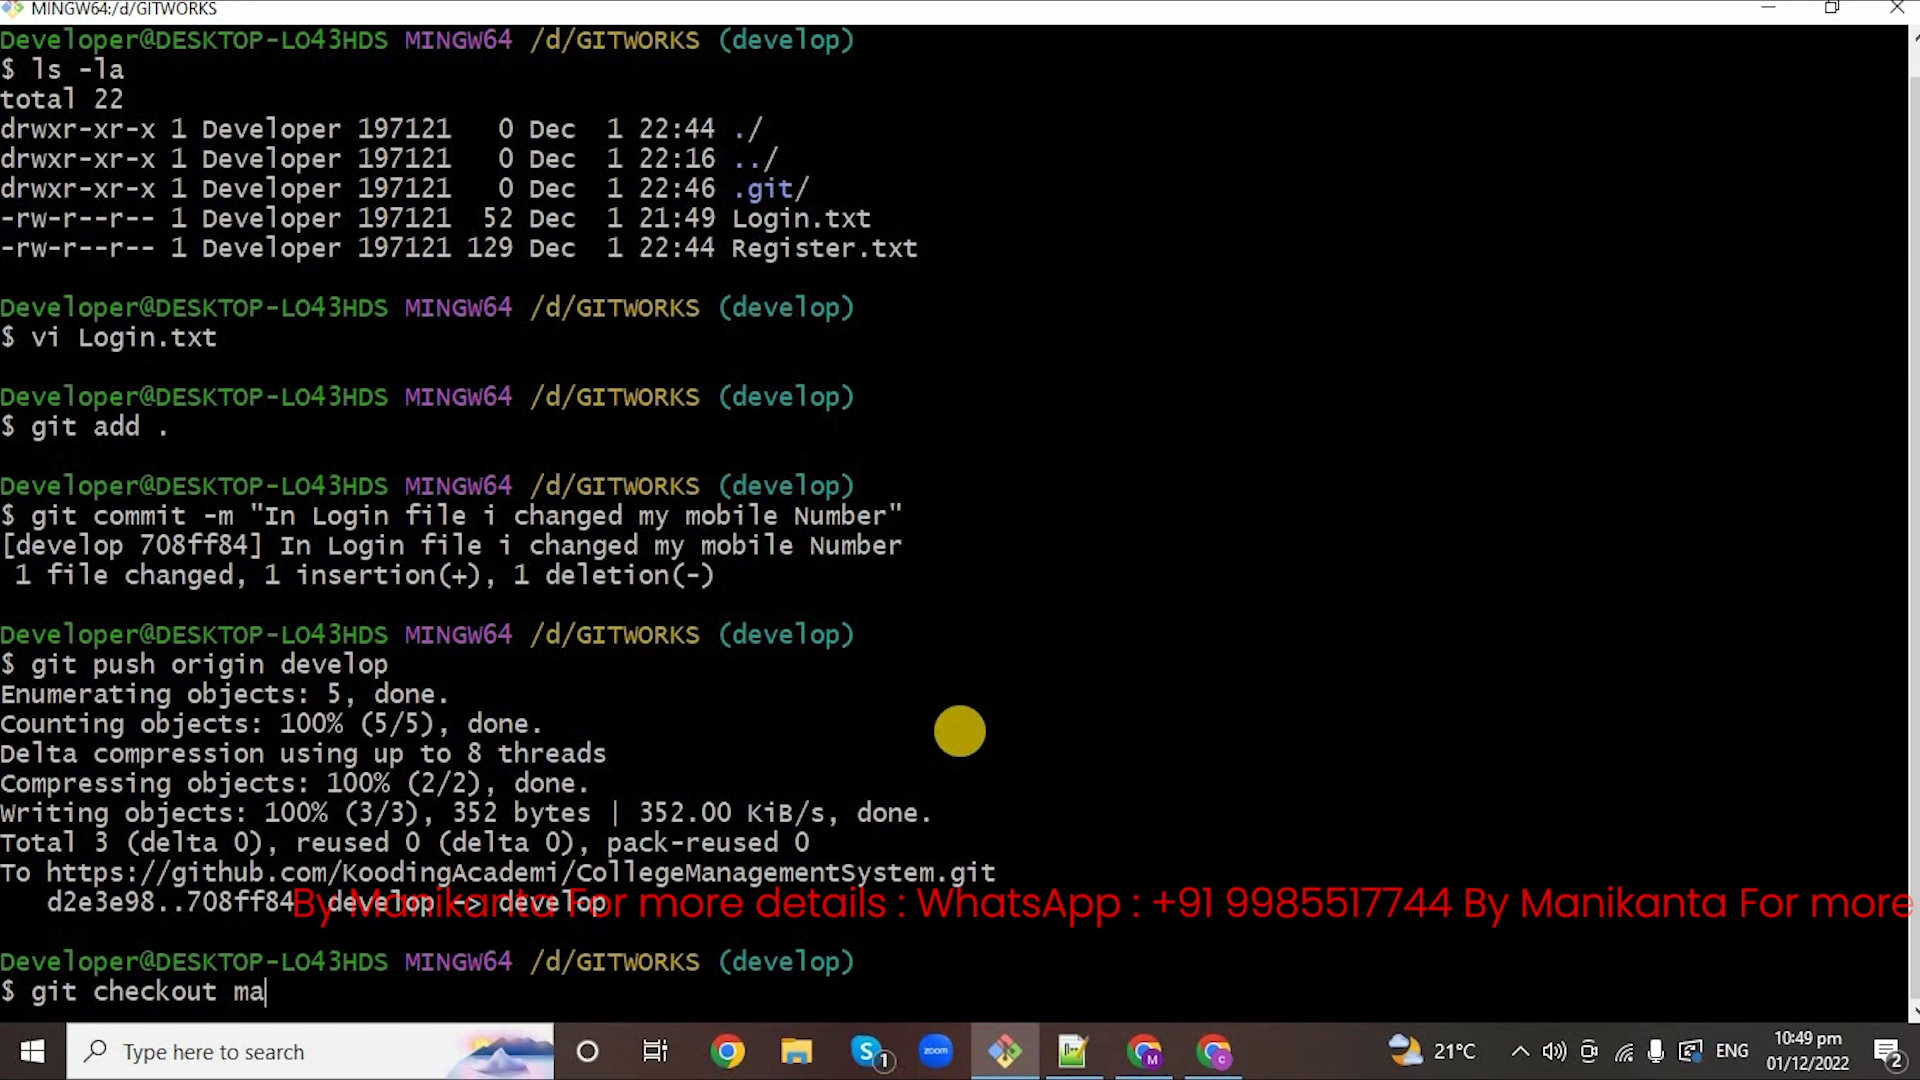 MINGW64:/d/GITWORKS
Developer@DESKTOP-LO43HDS MINGW64 /d/GITWORKS (develop)
$ ls -la
total 22
drwxr-xr-x 1 Developer 197121   0 Dec  1 22:44 ./
drwxr-xr-x 1 Developer 197121   0 Dec  1 22:16 ../
drwxr-xr-x 1 Developer 197121   0 Dec  1 22:46 .git/
-rw-r--r-- 1 Developer 197121  52 Dec  1 21:49 Login.txt
-rw-r--r-- 1 Developer 197121 129 Dec  1 22:44 Register.txt
Developer@DESKTOP-LO43HDS MINGW64 /d/GITWORKS (develop)
$ vi Login.txt
Developer@DESKTOP-LO43HDS MINGW64 /d/GITWORKS (develop)
$ git add .
Developer@DESKTOP-LO43HDS MINGW64 /d/GITWORKS (develop)
$ git commit -m "In Login file i changed my mobile Number"
[develop 708ff84] In Login file i changed my mobile Number
 1 file changed, 1 insertion(+), 1 deletion(-)
Developer@DESKTOP-LO43HDS MINGW64 /d/GITWORKS (develop)
$ git push origin develop
Enumerating objects: 5, done.
Counting objects: 100% (5/5), done.
Delta compression using up to 8 threads
Compressing objects: 100% (2/2), done.
Writing objects: 100% (3/3), 352 bytes | 352.00 KiB/s, done.
Total 3 (delta 0), reused 0 (delta 0), pack-reused 0
To https://github.com/KoodingAcademi/CollegeManagementSystem.git
   d2e3e98..708ff84  develop -> develop
By Manikanta For more details : WhatsApp : +91 9985517744 By Manikanta For more
Developer@DESKTOP-LO43HDS MINGW64 /d/GITWORKS (develop)
$ git checkout ma
Type here to search
1
zoom
M
C
21°C
ENG
10:49 pm
01/12/2022
2